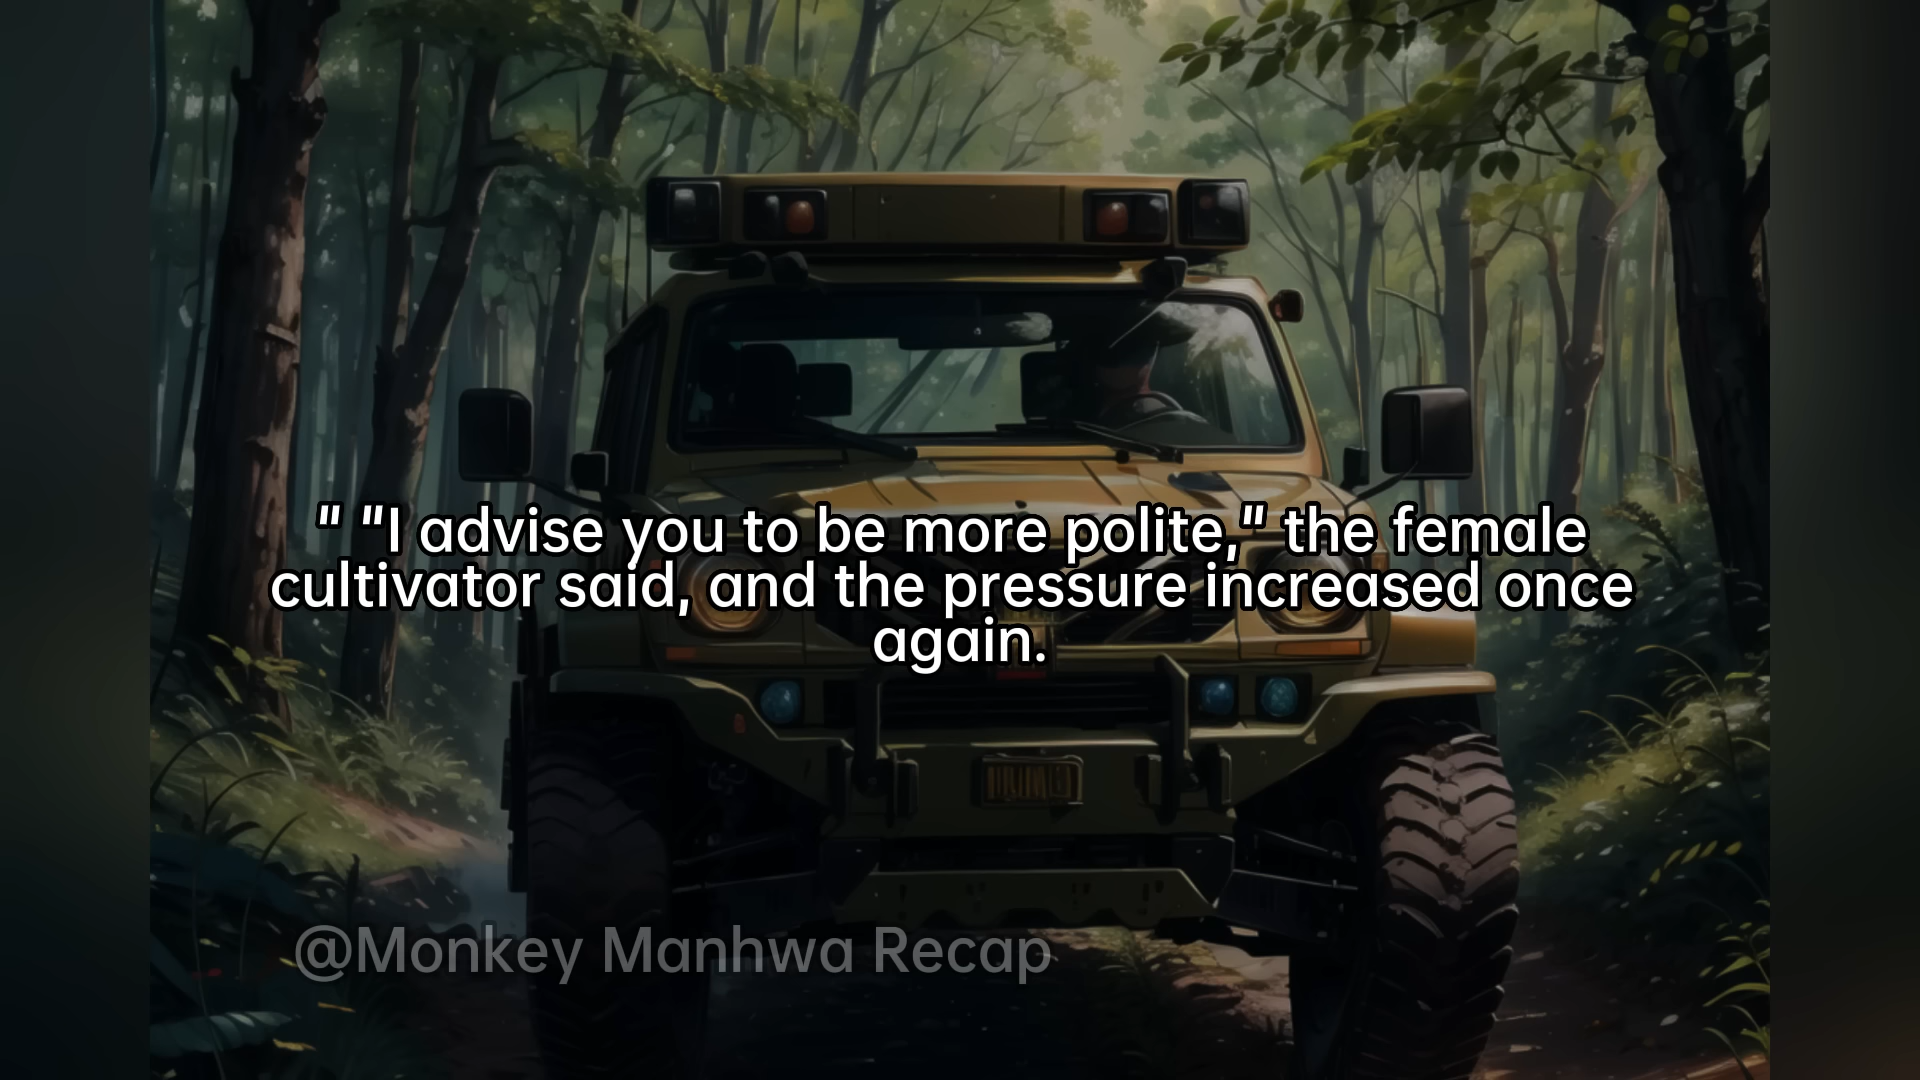 " "I advise you to be more polite," the female
cultivator said, and the pressure increased once
again.
@Monkey Manhwa Recap